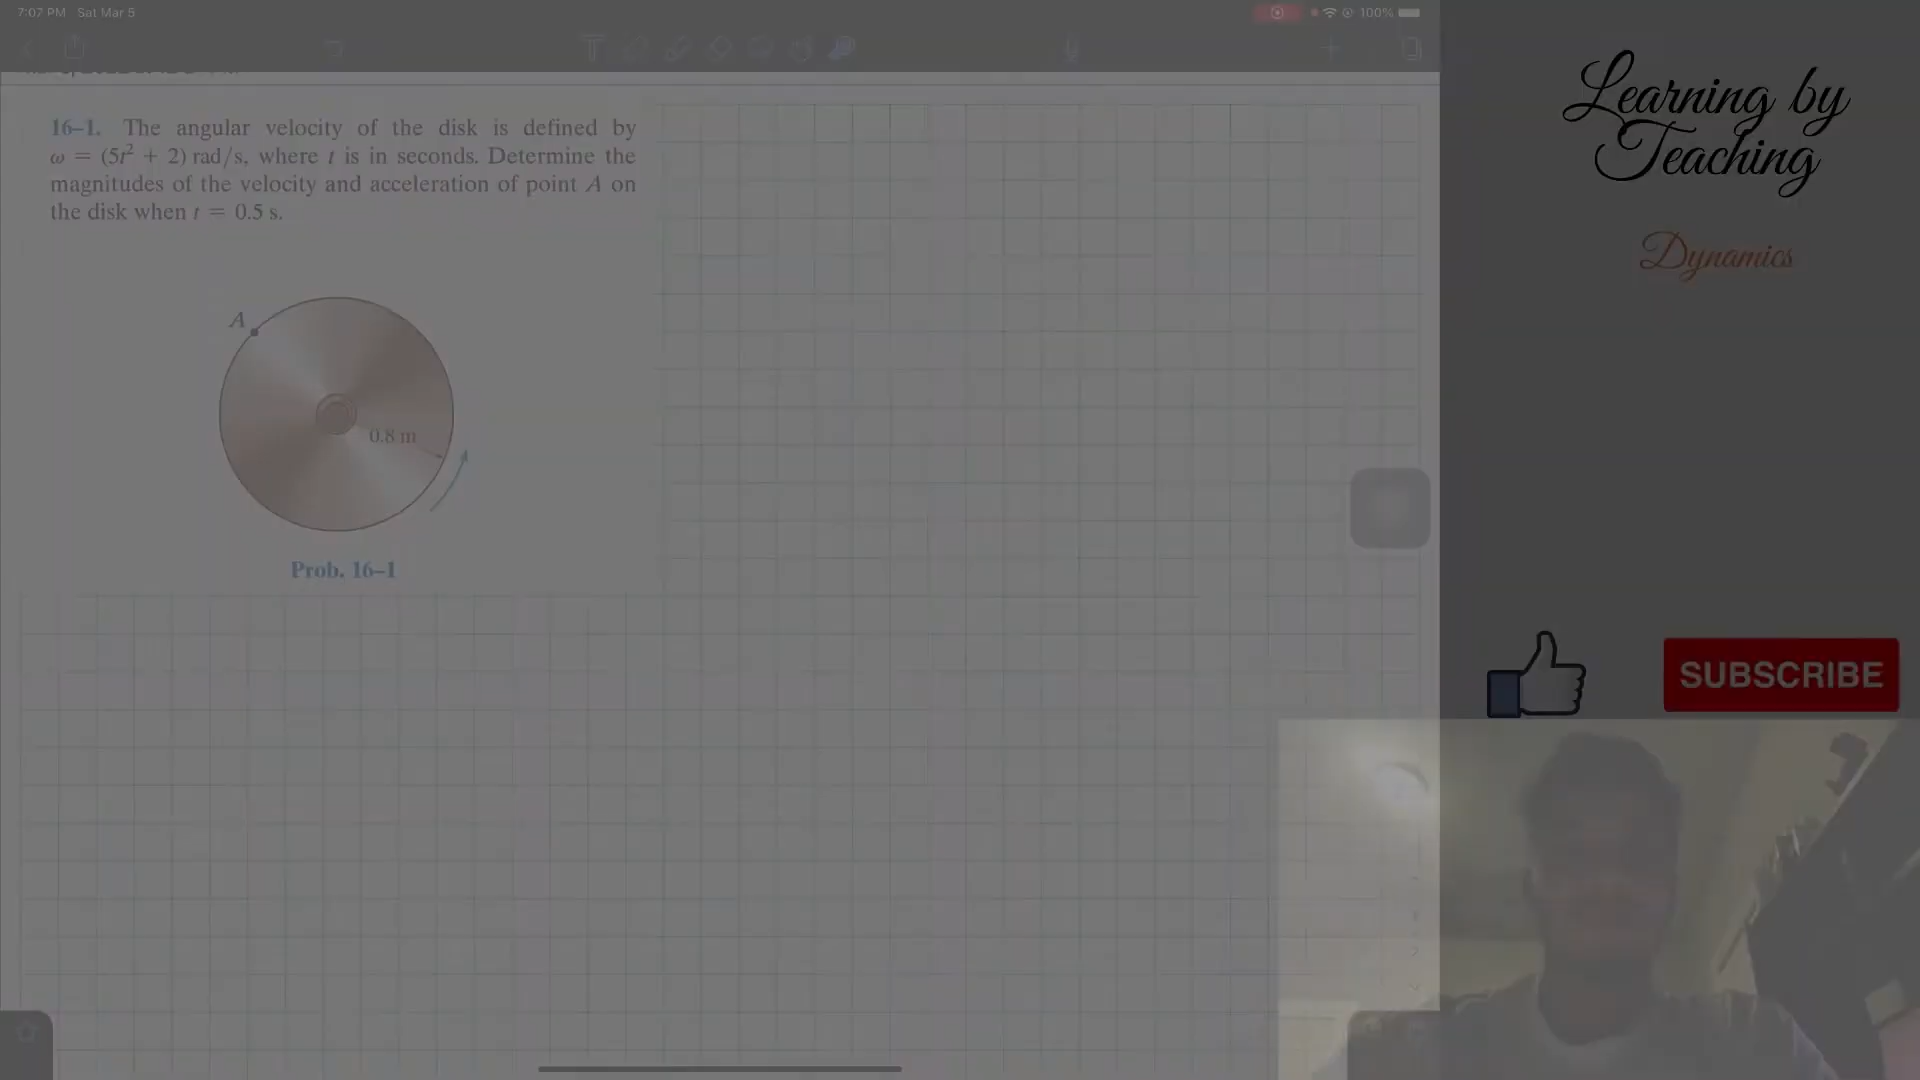 7:07 PM Sat Mar 5
100%
16–1. The angular velocity of the disk is defined by
ω = (5t² + 2) rad/s, where t is in seconds. Determine the
magnitudes of the velocity and acceleration of point A on
the disk when t = 0.5 s.
A
0.8 m
Prob. 16–1
Learning by
Teaching
Dynamics
SUBSCRIBE